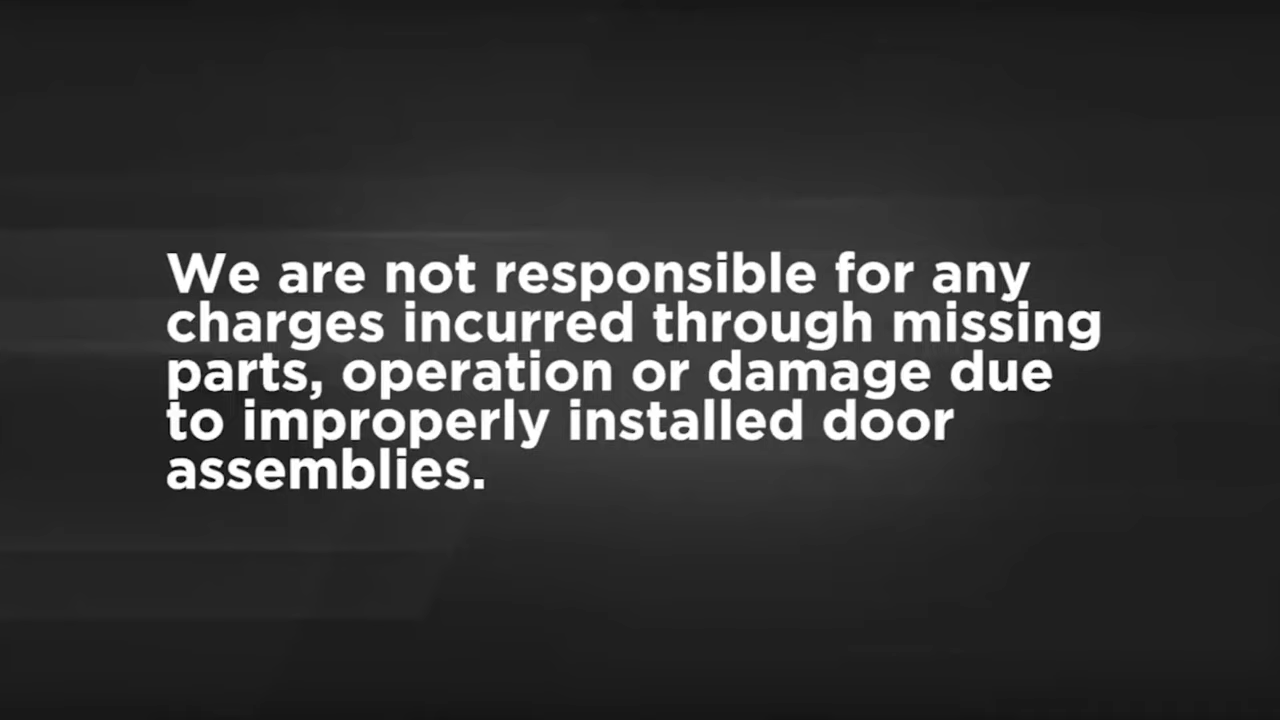 We are not responsible for any
charges incurred through missing
parts, operation or damage due
to improperly installed door
assemblies.